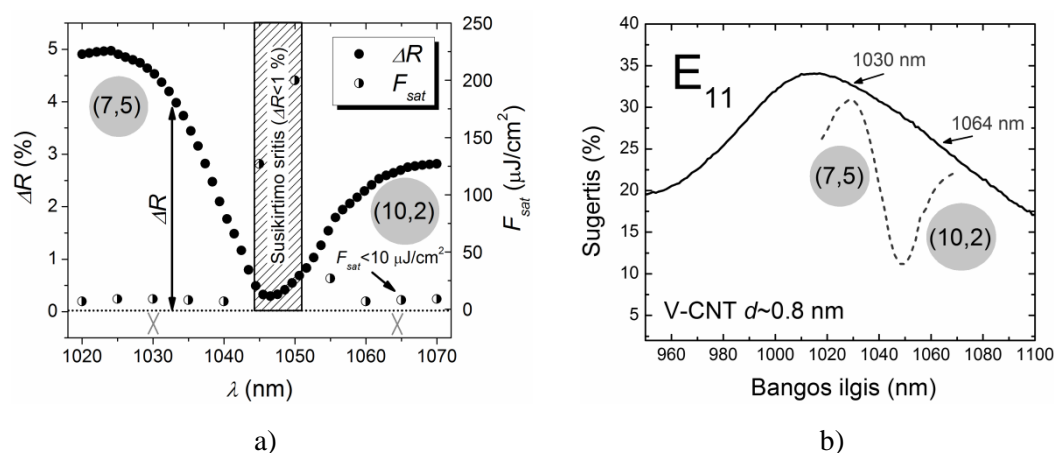 ΔR
F_sat
(7,5)
(10,2)
ΔR
Susikirtimo sritis (ΔR<1 %)
F_sat<10 μJ/cm²
ΔR (%)
5
4
3
2
1
0
F_sat (μJ/cm²)
250
200
150
100
50
0
1020 1030 1040 1050 1060 1070
λ (nm)
a)
E₁₁
1030 nm
1064 nm
(7,5)
(10,2)
V-CNT d~0.8 nm
Sugertis (%)
40
35
30
25
20
15
10
5
960 980 1000 1020 1040 1060 1080 1100
Bangos ilgis (nm)
b)